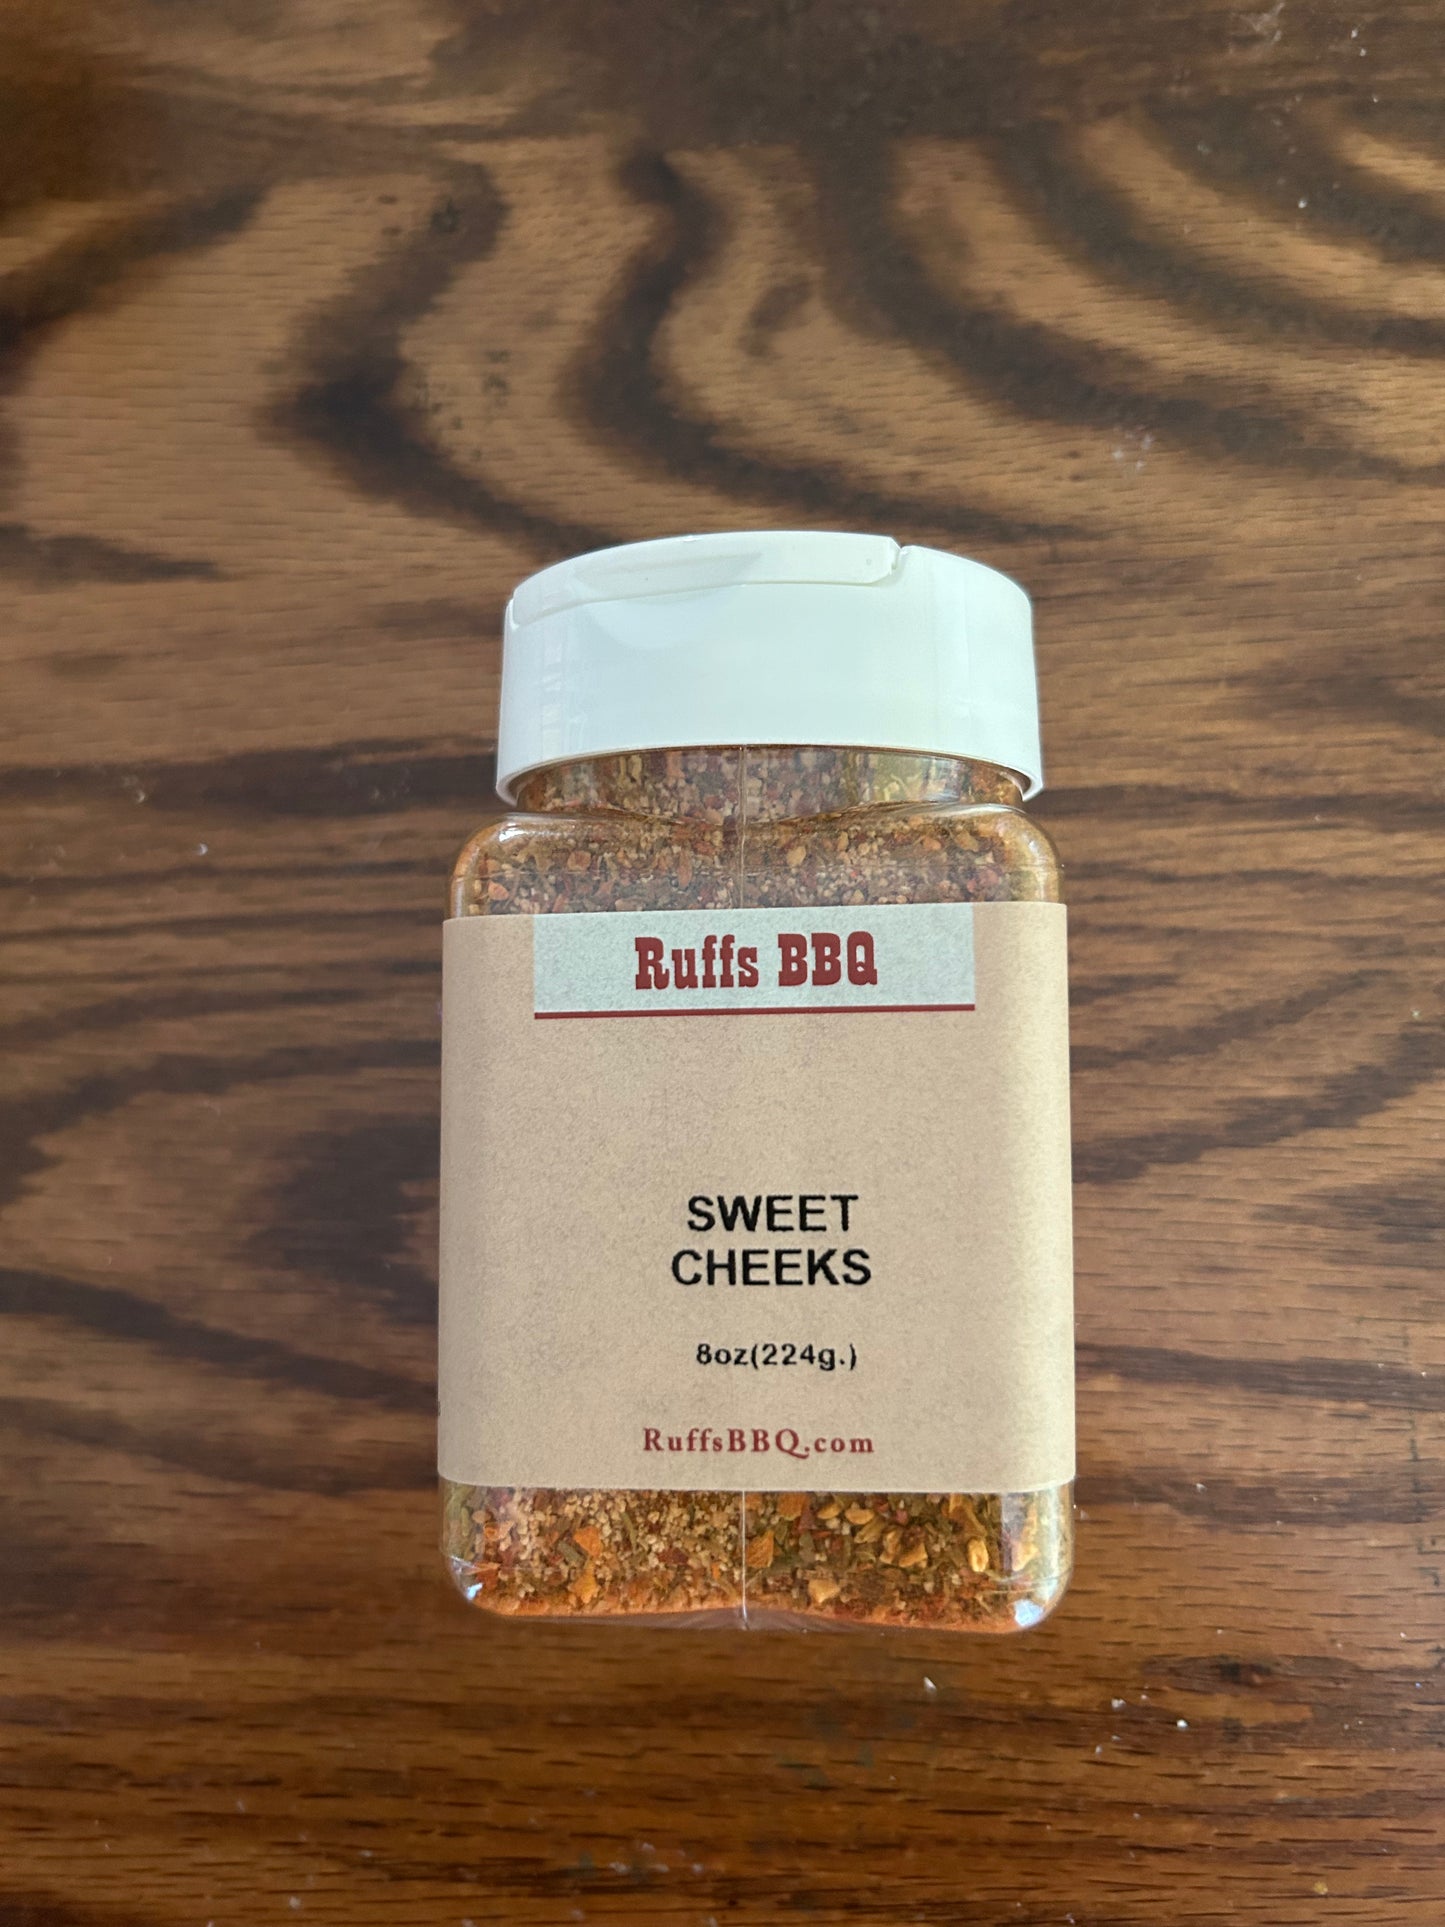 Ruffs BBQ
SWEET
CHEEKS
8oz(224g.)
RuffsBBQ.com